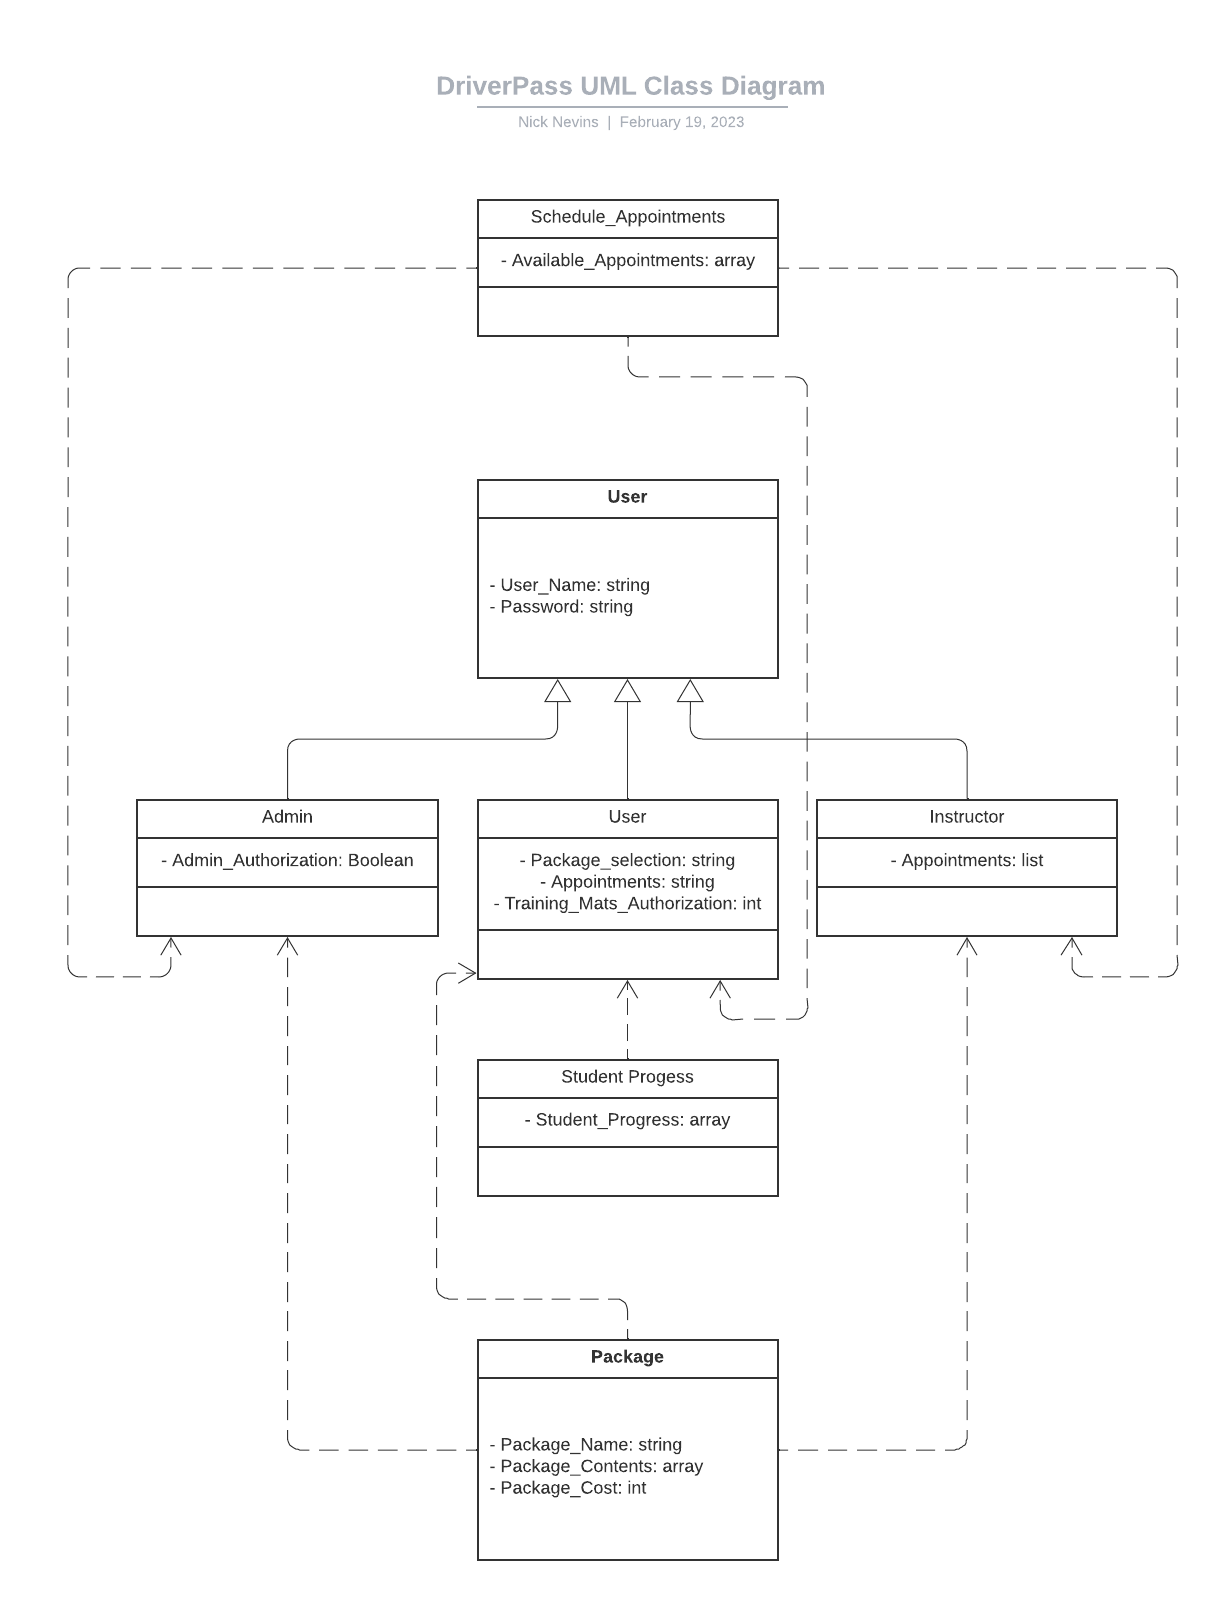 DriverPass UML Class Diagram
Nick Nevins | February 19, 2023
Schedule_Appointments
- Available_Appointments: array
User
- User_Name: string
- Password: string
Admin
- Admin_Authorization: Boolean
User
- Package_selection: string
- Appointments: string
- Training_Mats_Authorization: int
Instructor
- Appointments: list
Student Progess
- Student_Progress: array
Package
- Package_Name: string
- Package_Contents: array
- Package_Cost: int